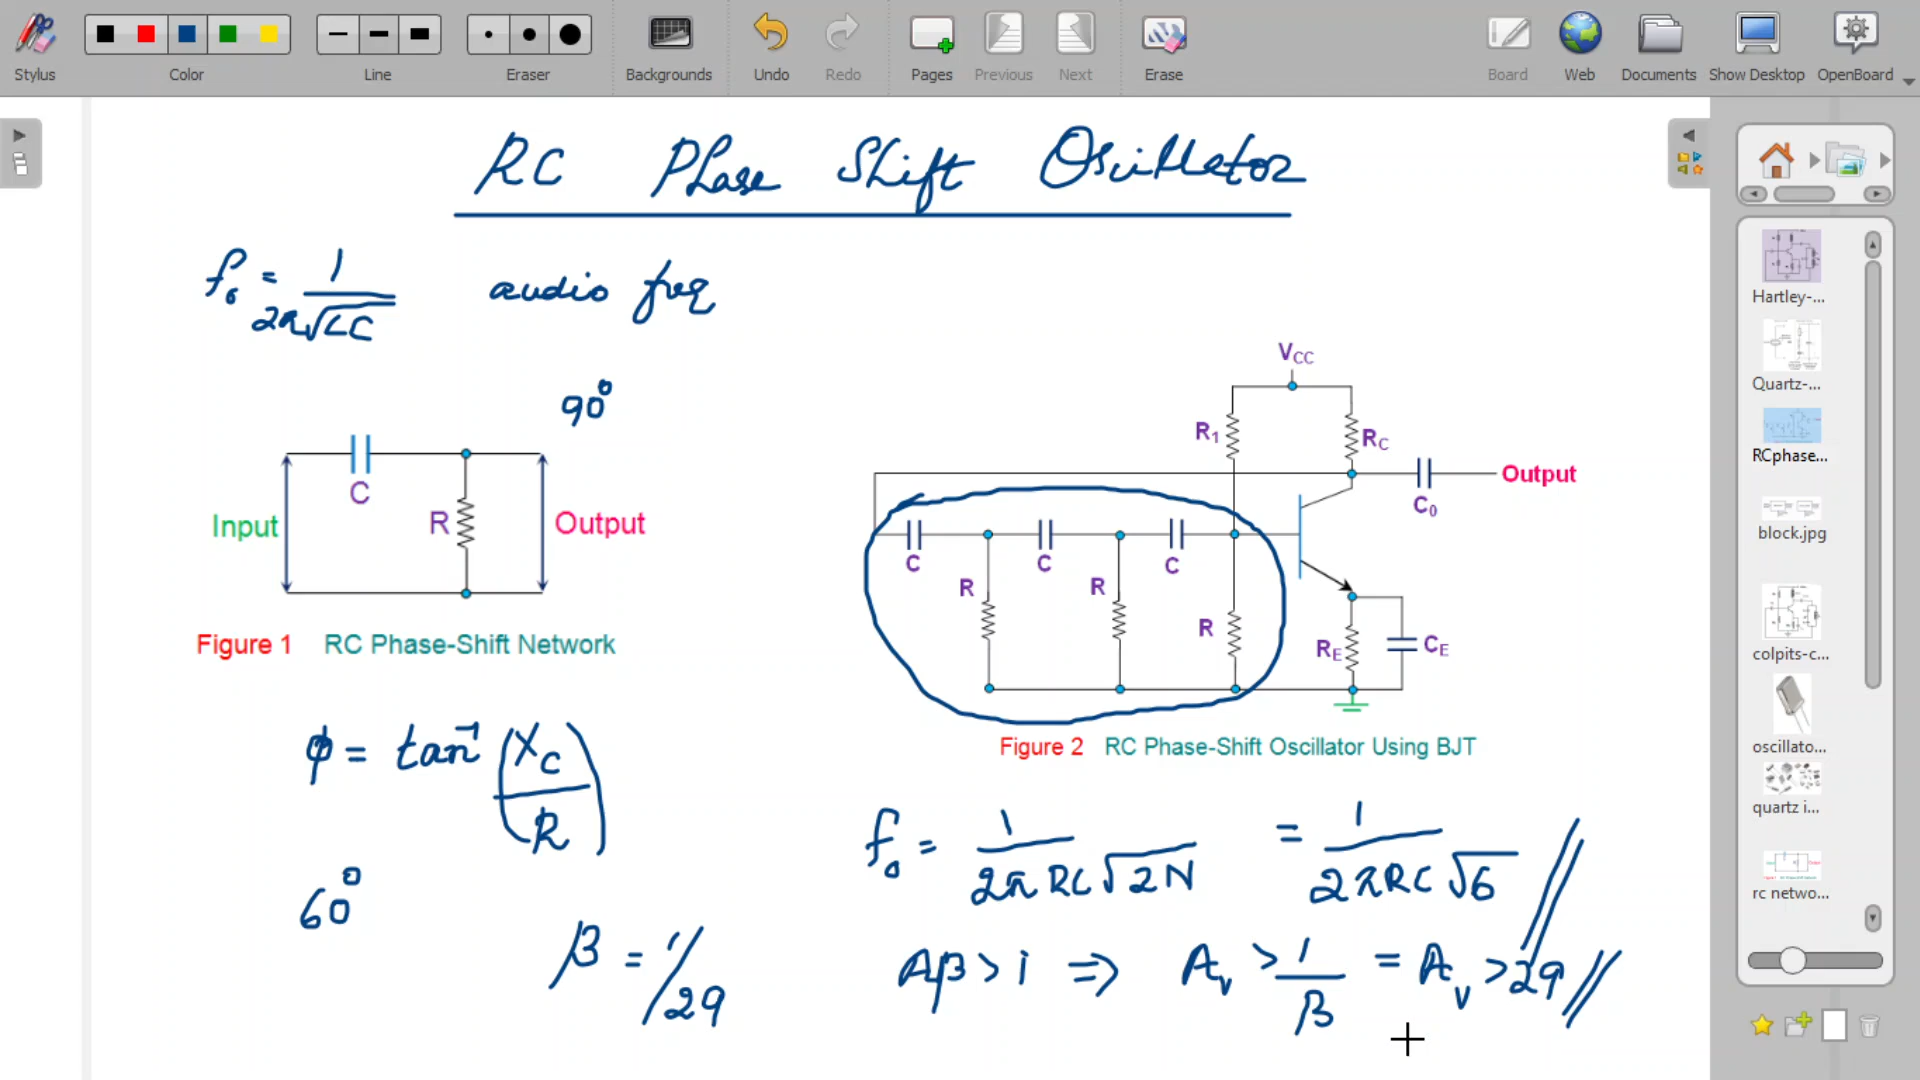 Stylus
Color
Line
Eraser
Backgrounds
Undo
Redo
Pages
Previous
Next
Erase
Board
Web
Documents
Show Desktop
OpenBoard
RC Phase Shift Oscillator
f₀ = 1 / 2π√LC
audio freq
90°
C
R
Input
Output
Figure 1 RC Phase-Shift Network
VCC
R1
RC
Output
C0
C C C
R R R
RE
CE
Figure 2 RC Phase-Shift Oscillator Using BJT
ϕ = tan⁻¹ (XC / R)
60°
β = 1/29
f₀ = 1 / 2πRC√2N = 1 / 2πRC√6
Aβ > 1 ⇒ Av > 1/β = Av > 29
Hartley-...
Quartz-...
RCphase...
block.jpg
colpits-c...
oscillato...
quartz i...
rc netwo...